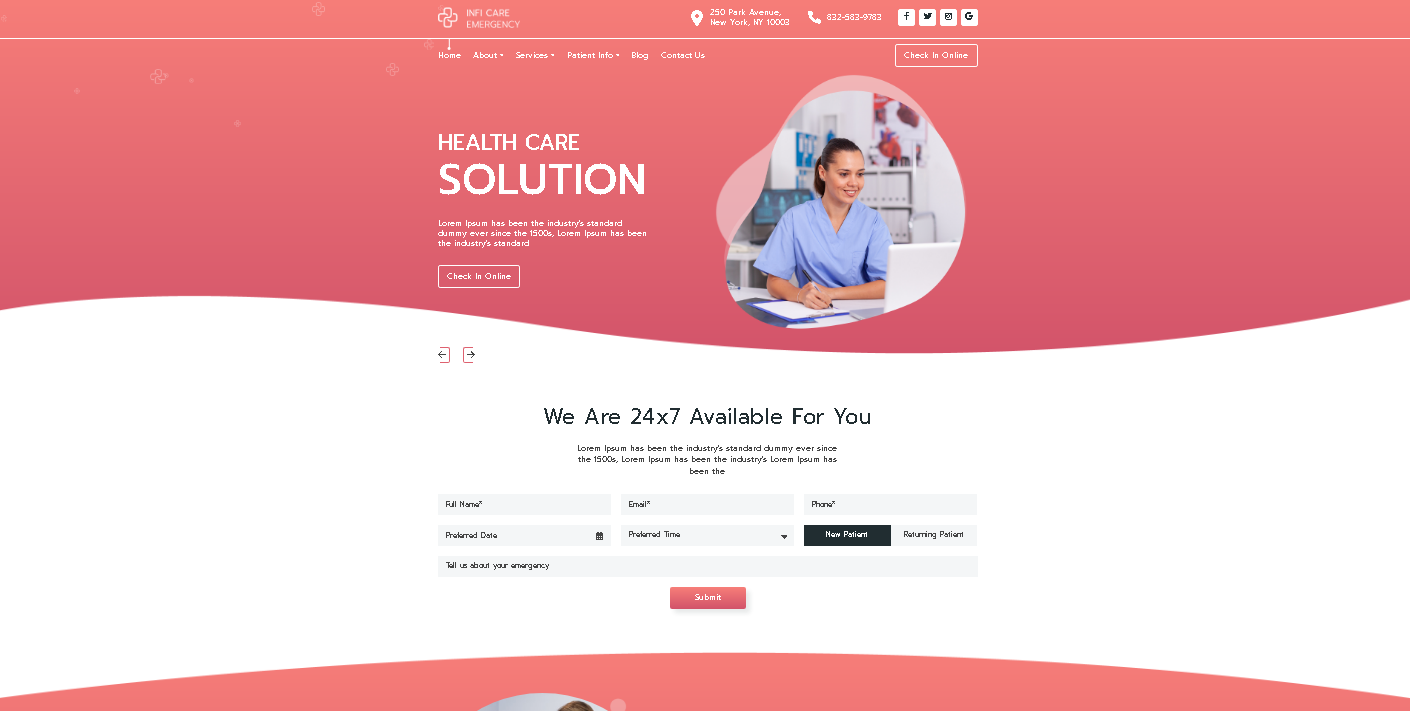 INFI CARE
EMERGENCY
250 Park Avenue,
New York, NY 10003
832-583-9783
Home About Services Patient Info Blog Contact Us
Check In Online
HEALTH CARE
SOLUTION
Lorem Ipsum has been the industry's standard
dummy ever since the 1500s, Lorem Ipsum has been
the industry's standard
Check In Online
We Are 24x7 Available For You
Lorem Ipsum has been the industry's standard dummy ever since
the 1500s, Lorem Ipsum has been the industry's Lorem Ipsum has
been the
Full Name*
Email*
Phone*
Preferred Date
Preferred Time
New Patient
Returning Patient
Tell us about your emergency
Submit